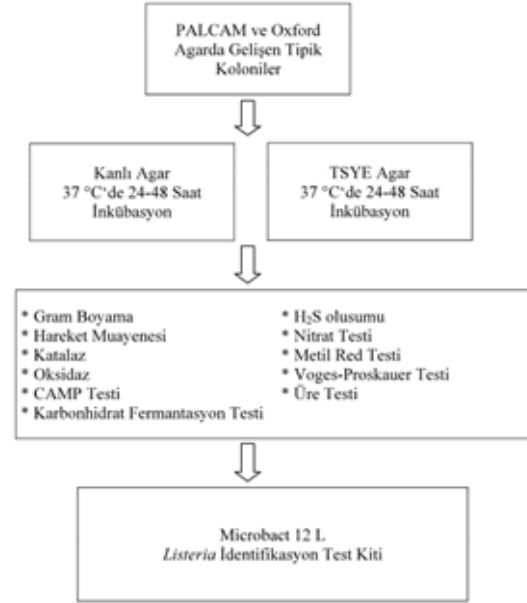 PALCAM ve Oxford
Agarda Gelişen Tipik
Koloniler
Kanlı Agar
37 °C‘de 24-48 Saat
İnkübasyon
TSYE Agar
37 °C‘de 24-48 Saat
İnkübasyon
* Gram Boyama
* Hareket Muayenesi
* Katalaz
* Oksidaz
* CAMP Testi
* Karbonhidrat Fermantasyon Testi
* H₂S olusumu
* Nitrat Testi
* Metil Red Testi
* Voges-Proskauer Testi
* Üre Testi
Microbact 12 L
Listeria İdentifikasyon Test Kiti